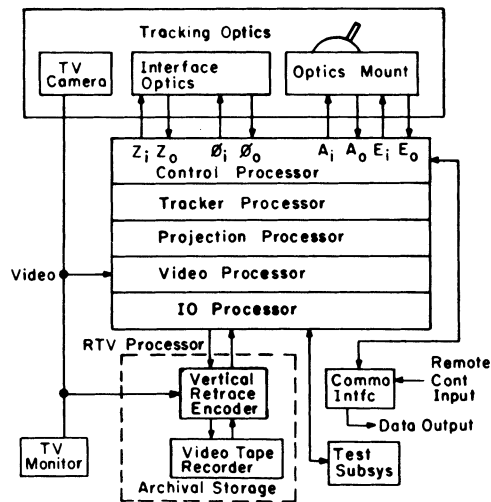 Tracking Optics
TV
Camera
Interface
Optics
Optics Mount
Zi Zo Øi Øo Ai Ao Ei Eo
Control Processor
Tracker Processor
Projection Processor
Video
Video Processor
IO Processor
RTV Processor
Vertical
Retrace
Encoder
Commo
Intfc
Remote
Cont
Input
Data Output
TV
Monitor
Video Tape
Recorder
Test
Subsys
Archival Storage